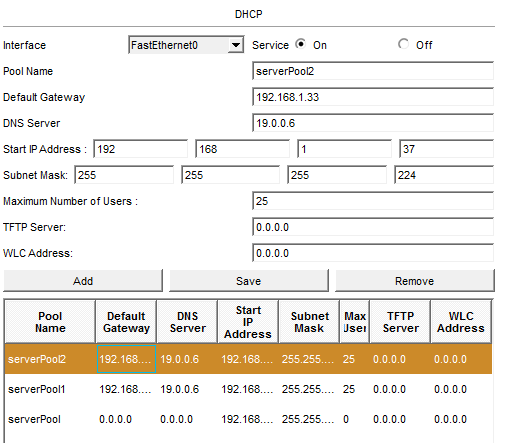 DHCP
Interface FastEthernet0 Service On Off
Pool Name serverPool2
Default Gateway 192.168.1.33
DNS Server 19.0.0.6
Start IP Address : 192 168 1 37
Subnet Mask: 255 255 255 224
Maximum Number of Users : 25
TFTP Server: 0.0.0.0
WLC Address: 0.0.0.0
Add Save Remove
Pool Name Default Gateway DNS Server Start IP Address Subnet Mask Max User TFTP Server WLC Address
serverPool2 192.168.... 19.0.0.6 192.168.... 255.255.... 25 0.0.0.0 0.0.0.0
serverPool1 192.168.... 19.0.0.6 192.168.... 255.255.... 25 0.0.0.0 0.0.0.0
serverPool 0.0.0.0 0.0.0.0 192.168.... 255.255.... 0 0.0.0.0 0.0.0.0